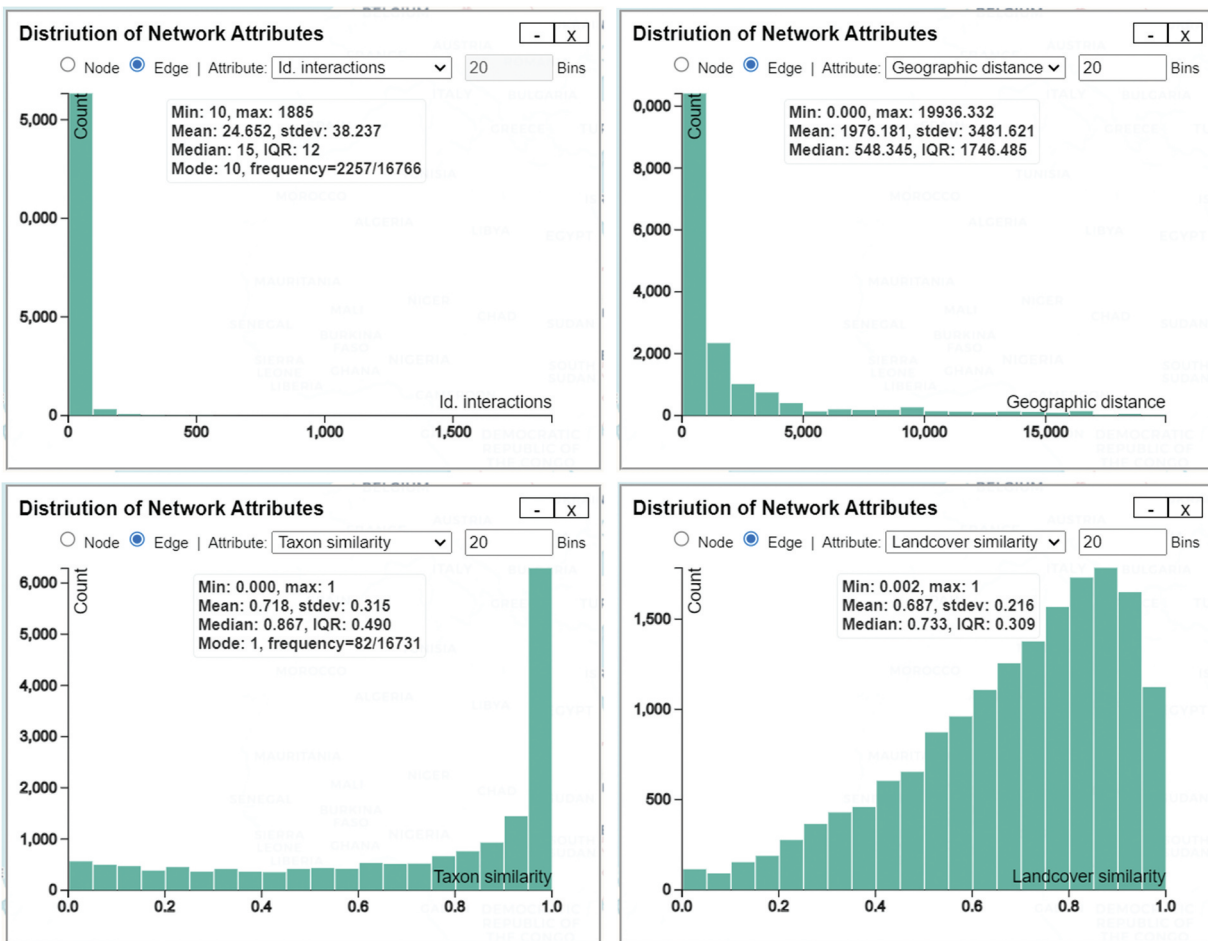 Distriution of Network Attributes
- x
Node Edge | Attribute: Id. interactions 20 Bins
Count
Min: 10, max: 1885
Mean: 24.652, stdev: 38.237
Median: 15, IQR: 12
Mode: 10, frequency=2257/16766
5,000
0,000
5,000
0
0 500 1,000 1,500
Id. interactions
Distriution of Network Attributes
- x
Node Edge | Attribute: Geographic distance 20 Bins
Count
Min: 0.000, max: 19936.332
Mean: 1976.181, stdev: 3481.621
Median: 548.345, IQR: 1746.485
0,000
8,000
6,000
4,000
2,000
0
0 5,000 10,000 15,000
Geographic distance
Distriution of Network Attributes
- x
Node Edge | Attribute: Taxon similarity 20 Bins
Count
Min: 0.000, max: 1
Mean: 0.718, stdev: 0.315
Median: 0.867, IQR: 0.490
Mode: 1, frequency=82/16731
6,000
5,000
4,000
3,000
2,000
1,000
0
0.0 0.2 0.4 0.6 0.8 1.0
Taxon similarity
Distriution of Network Attributes
- x
Node Edge | Attribute: Landcover similarity 20 Bins
Count
Min: 0.002, max: 1
Mean: 0.687, stdev: 0.216
Median: 0.733, IQR: 0.309
1,500
1,000
500
0
0.0 0.2 0.4 0.6 0.8 1.0
Landcover similarity